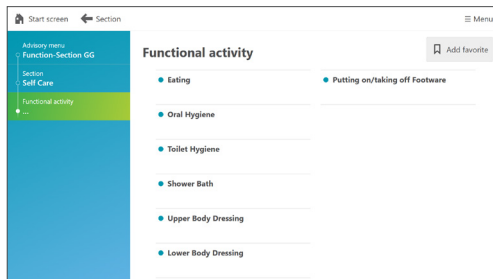 Start screen
Section
Menu
Advisory menu
Function-Section GG
Section
Self Care
Functional activity
...
Functional activity
Add favorite
Eating
Putting on/taking off Footware
Oral Hygiene
Toilet Hygiene
Shower Bath
Upper Body Dressing
Lower Body Dressing